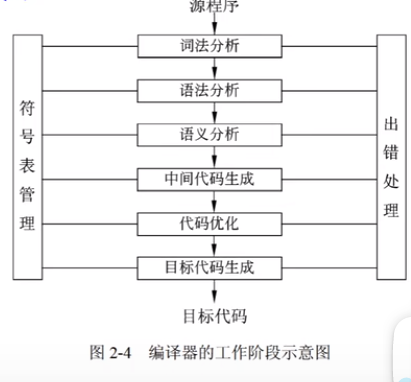 源程序
词法分析
语法分析
语义分析
中间代码生成
代码优化
目标代码生成
目标代码
符号表管理
出错处理
图 2-4 编译器的工作阶段示意图